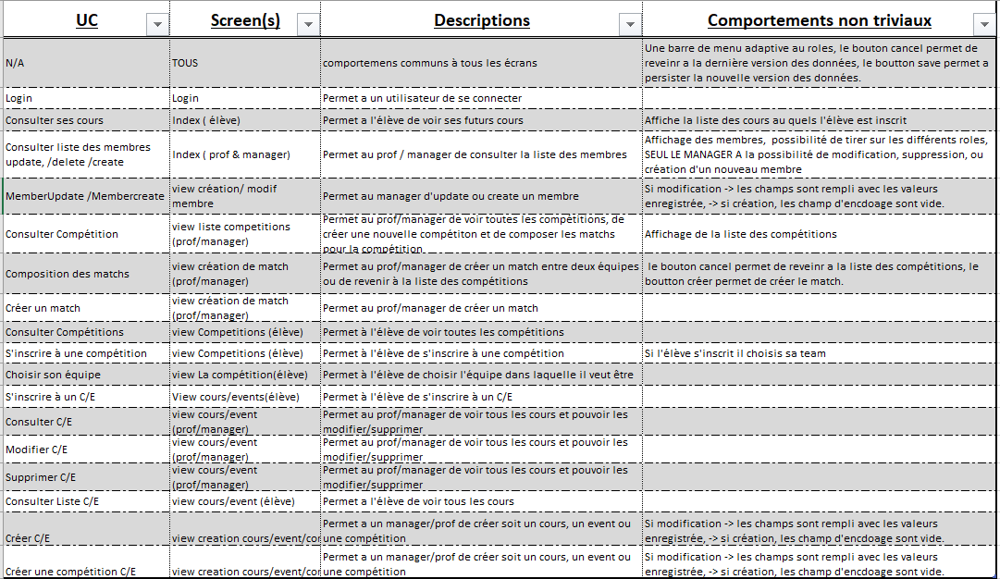 UC
Screen(s)
Descriptions
Comportements non triviaux
N/A
TOUS
comportemens communs à tous les écrans
Une barre de menu adaptive au roles, le bouton cancel permet de
reveinr a la dernière version des données, le boutton save permet a
persister la nouvelle version des données.
Login
Login
Permet a un utilisateur de se connecter
Consulter ses cours
Index ( élève)
Permet a l'élève de voir ses futurs cours
Affiche la liste des cours au quels l'élève est inscrit
Consulter liste des membres
update, /delete /create
Index ( prof & manager)
Permet au prof / manager de consulter la liste des membres
Affichage des membres,  possibilité de tirer sur les différents roles,
SEUL LE MANAGER A la possibilité de modification, suppression, ou
création d'un nouveau membre
MemberUpdate /Membercreate
view création/ modif
membre
Permet au manager d'update ou create un membre
Si modification -> les champs sont rempli avec les valeurs
enregistrée, -> si création, les champ d'encdoage sont vide.
Consulter Compétition
view liste competitions
(prof/manager)
Permet au prof/manager de voir toutes les compétitions, de
créer une nouvelle compétiton et de composer les matchs
pour la compétition
Affichage de la liste des compétitions
Composition des matchs
view création de match
(prof/manager)
Permet au prof/manager de créer un match entre deux équipes
ou de revenir à la liste des compétitions
le bouton cancel permet de reveinr a la liste des compétitions, le
boutton créer permet de créer le match.
Créer un match
view création de match
(prof/manager)
Permet au prof/manager de créer un match
Consulter Compétitions
view Competitions (élève)
Permet à l'élève de voir toutes les compétitions
S'inscrire à une compétition
view Competitions (élève)
Permet à l'élève de s'inscrire à une compétition
Si l'élève s'inscrit il choisis sa team
Choisir son équipe
view La compétition(élève)
Permet à l'élève de choisir l'équipe dans laquelle il veut être
S'inscrire à un C/E
View cours/events(élève)
Permet à l'élève de s'inscrire à un C/E
Consulter C/E
view cours/event
(prof/manager)
Permet au prof/manager de voir tous les cours et pouvoir les
modifier/supprimer
Modifier C/E
view cours/event
(prof/manager)
Permet au prof/manager de voir tous les cours et pouvoir les
modifier/supprimer
Supprimer C/E
view cours/event
(prof/manager)
Permet au prof/manager de voir tous les cours et pouvoir les
modifier/supprimer
Consulter Liste C/E
view cours/event (élève)
Permet a l'élève de voir tous les cours
Créer C/E
view creation cours/event/cor
Permet a un manager/prof de créer soit un cours, un event ou
une compétition
Si modification -> les champs sont rempli avec les valeurs
enregistrée, -> si création, les champ d'encdoage sont vide.
Créer une compétition C/E
view creation cours/event/cor
Permet a un manager/prof de créer soit un cours, un event ou
une compétition
Si modification -> les champs sont rempli avec les valeurs
enregistrée, -> si création, les champ d'encdoage sont vide.